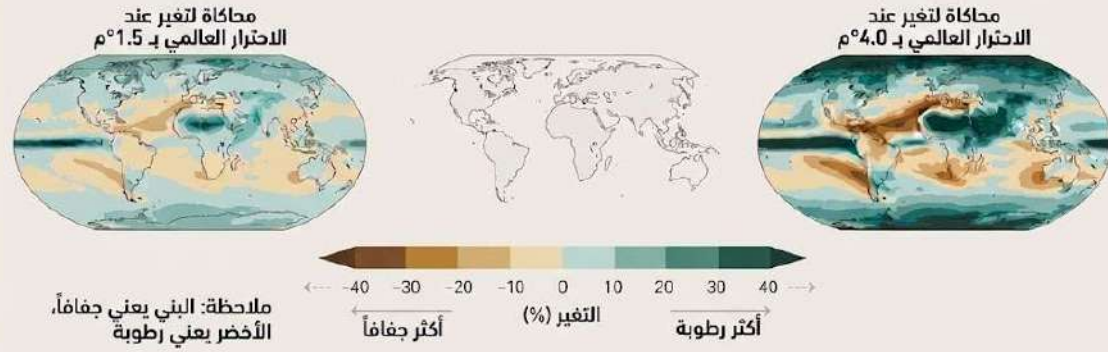 محاكاة لتغير عند
الاحترار العالمي بـ 1.5°م
محاكاة لتغير عند
الاحترار العالمي بـ 4.0°م
-40 -30 -20 -10 0 10 20 30 40
التغير (%)
أكثر جفافاً
أكثر رطوبة
ملاحظة: البني يعني جفافاً،
الأخضر يعني رطوبة